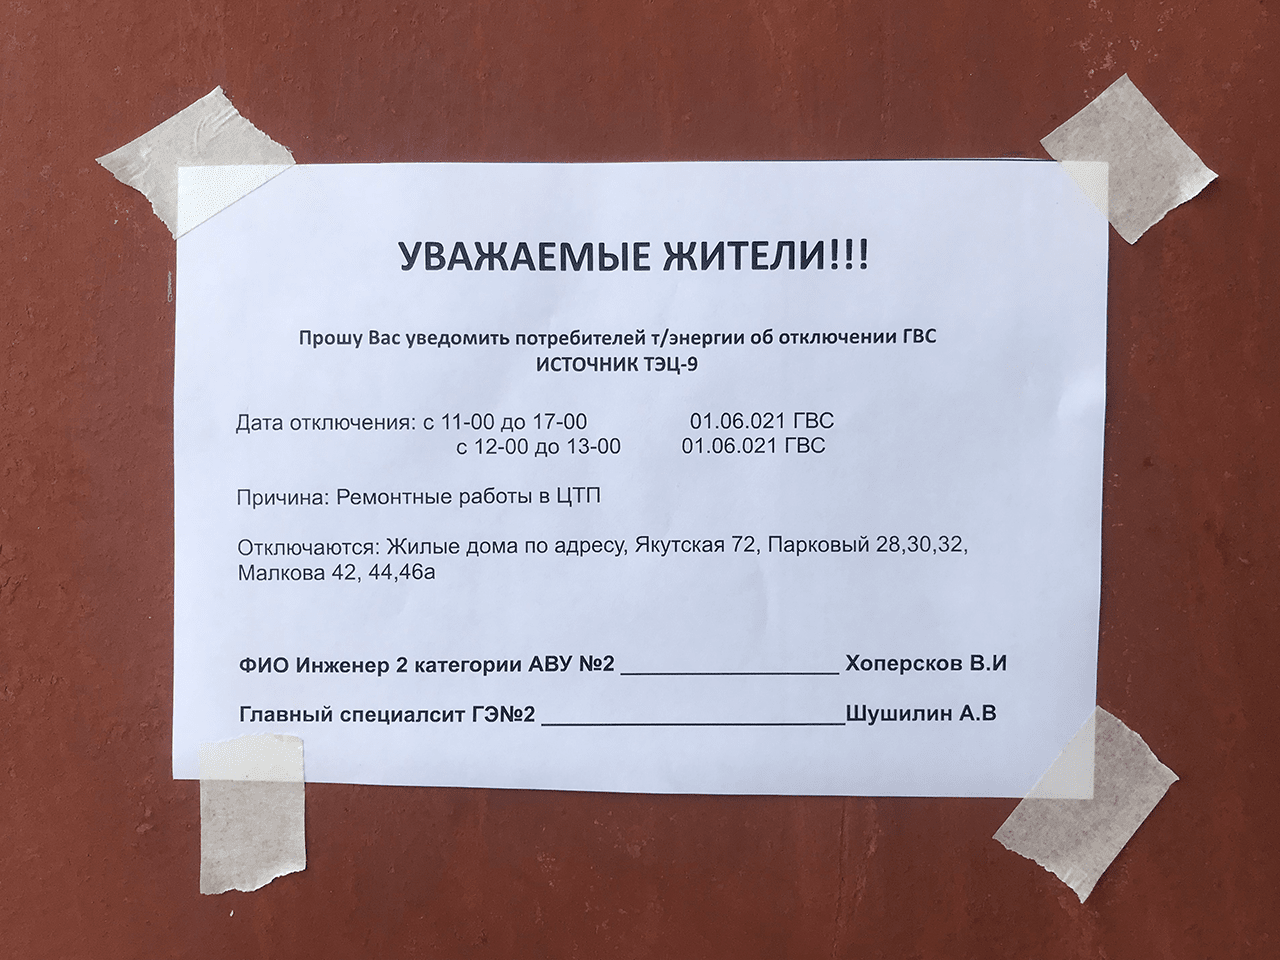 УВАЖАЕМЫЕ ЖИТЕЛИ!!!
Прошу Вас уведомить потребителей т/энергии об отключении ГВС
ИСТОЧНИК ТЭЦ-9
Дата отключения: с 11-00 до 17-00 01.06.021 ГВС
с 12-00 до 13-00 01.06.021 ГВС
Причина: Ремонтные работы в ЦТП
Отключаются: Жилые дома по адресу, Якутская 72, Парковый 28,30,32,
Малкова 42, 44,46а
ФИО Инженер 2 категории АВУ №2 __________________ Хоперсков В.И
Главный специалсит ГЭ№2 _________________________Шушилин А.В